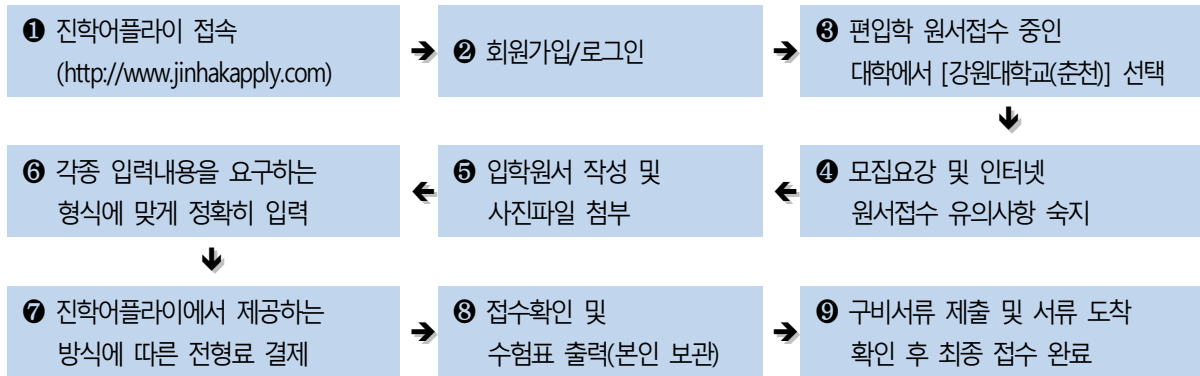 ❶ 진학어플라이 접속
(http://www.jinhakapply.com)
➔
❷ 회원가입/로그인
➔
❸ 편입학 원서접수 중인
대학에서 [강원대학교(춘천)] 선택
🡻
❹ 모집요강 및 인터넷
원서접수 유의사항 숙지
🡸
❺ 입학원서 작성 및
사진파일 첨부
🡸
❻ 각종 입력내용을 요구하는
형식에 맞게 정확히 입력
🡻
❼ 진학어플라이에서 제공하는
방식에 따른 전형료 결제
➔
❽ 접수확인 및
수험표 출력(본인 보관)
➔
❾ 구비서류 제출 및 서류 도착
확인 후 최종 접수 완료